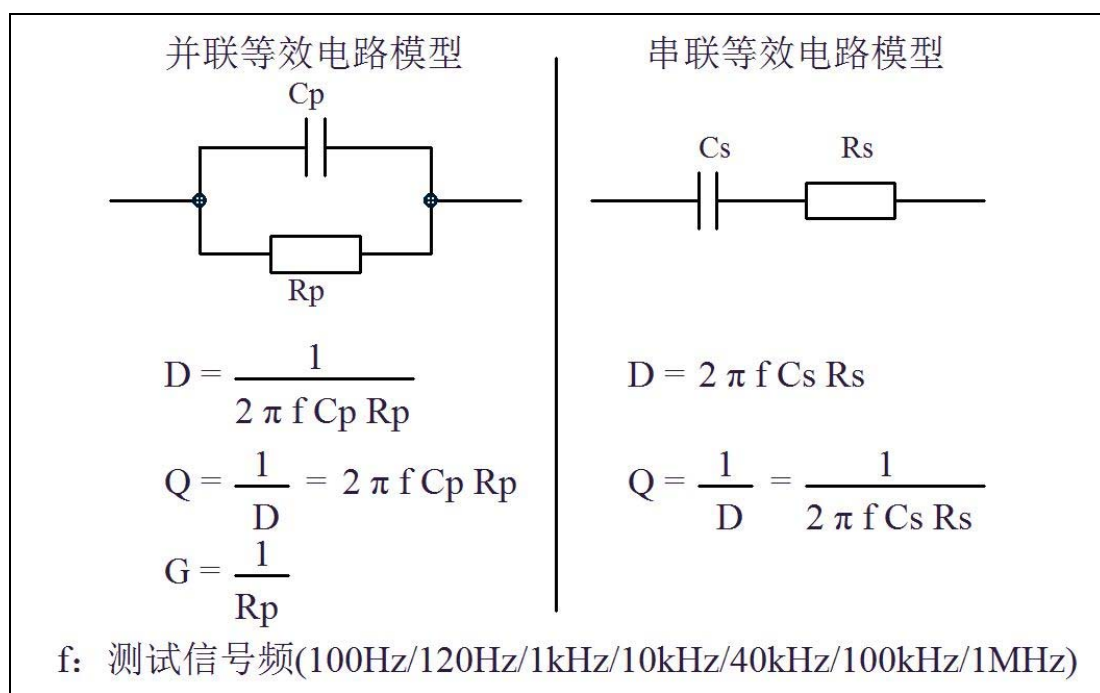 并联等效电路模型
Cp
Rp
D = 1 / 2 π f Cp Rp
Q = 1 / D = 2 π f Cp Rp
G = 1 / Rp
串联等效电路模型
Cs Rs
D = 2 π f Cs Rs
Q = 1 / D = 1 / 2 π f Cs Rs
f: 测试信号频(100Hz/120Hz/1kHz/10kHz/40kHz/100kHz/1MHz)